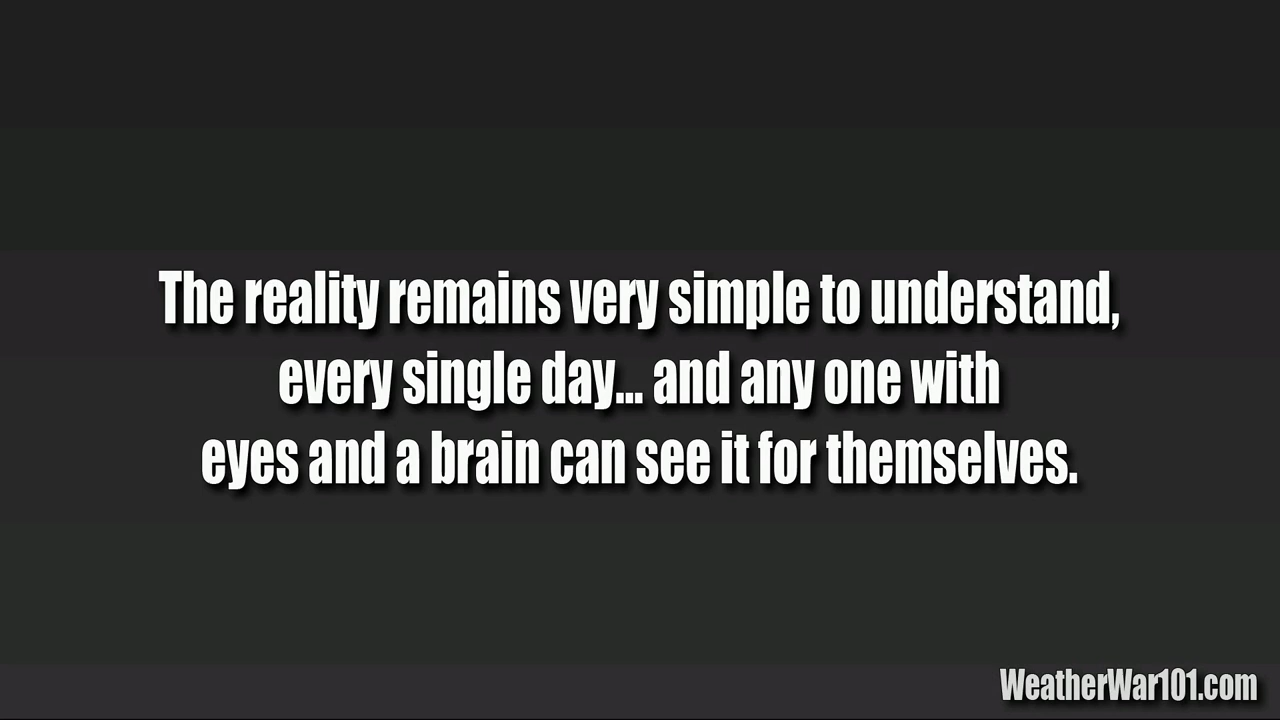 The reality remains very simple to understand,
every single day... and any one with
eyes and a brain can see it for themselves.
WeatherWar101.com